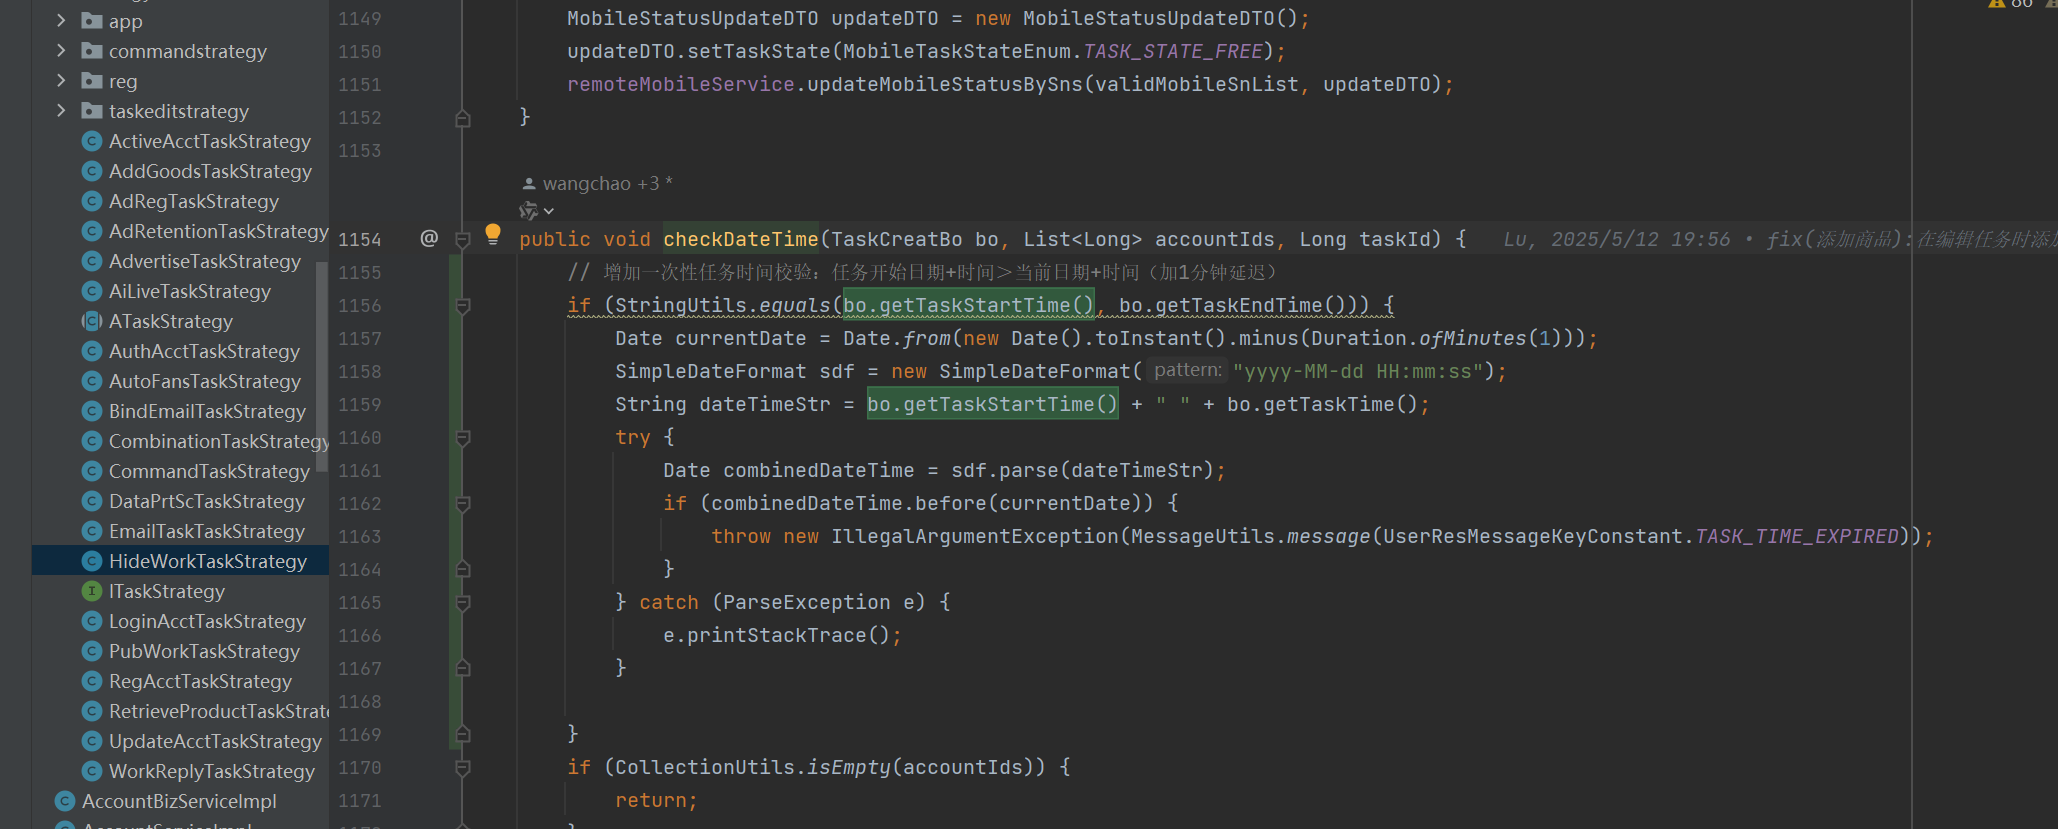 app
commandstrategy
reg
taskeditstrategy
ActiveAcctTaskStrategy
AddGoodsTaskStrategy
AdRegTaskStrategy
AdRetentionTaskStrategy
AdvertiseTaskStrategy
AiLiveTaskStrategy
ATaskStrategy
AuthAcctTaskStrategy
AutoFansTaskStrategy
BindEmailTaskStrategy
CombinationTaskStrategy
CommandTaskStrategy
DataPrtScTaskStrategy
EmailTaskTaskStrategy
HideWorkTaskStrategy
ITaskStrategy
LoginAcctTaskStrategy
PubWorkTaskStrategy
RegAcctTaskStrategy
RetrieveProductTaskStrate
UpdateAcctTaskStrategy
WorkReplyTaskStrategy
AccountBizServiceImpl
86
1149 MobileStatusUpdateDTO updateDTO = new MobileStatusUpdateDTO();
1150 updateDTO.setTaskState(MobileTaskStateEnum.TASK_STATE_FREE);
1151 remoteMobileService.updateMobileStatusBySns(validMobileSnList, updateDTO);
1152 }
1153
wangchao +3 *
1154 @ public void checkDateTime(TaskCreatBo bo, List<Long> accountIds, Long taskId) { Lu, 2025/5/12 19:56 • fix(添加商品):在编辑任务时添加
1155 // 增加一次性任务时间校验：任务开始日期+时间＞当前日期+时间（加1分钟延迟）
1156 if (StringUtils.equals(bo.getTaskStartTime(), bo.getTaskEndTime())) {
1157 Date currentDate = Date.from(new Date().toInstant().minus(Duration.ofMinutes(1)));
1158 SimpleDateFormat sdf = new SimpleDateFormat( pattern: "yyyy-MM-dd HH:mm:ss");
1159 String dateTimeStr = bo.getTaskStartTime() + " " + bo.getTaskTime();
1160 try {
1161 Date combinedDateTime = sdf.parse(dateTimeStr);
1162 if (combinedDateTime.before(currentDate)) {
1163 throw new IllegalArgumentException(MessageUtils.message(UserResMessageKeyConstant.TASK_TIME_EXPIRED));
1164 }
1165 } catch (ParseException e) {
1166 e.printStackTrace();
1167 }
1168
1169 }
1170 if (CollectionUtils.isEmpty(accountIds)) {
1171 return;